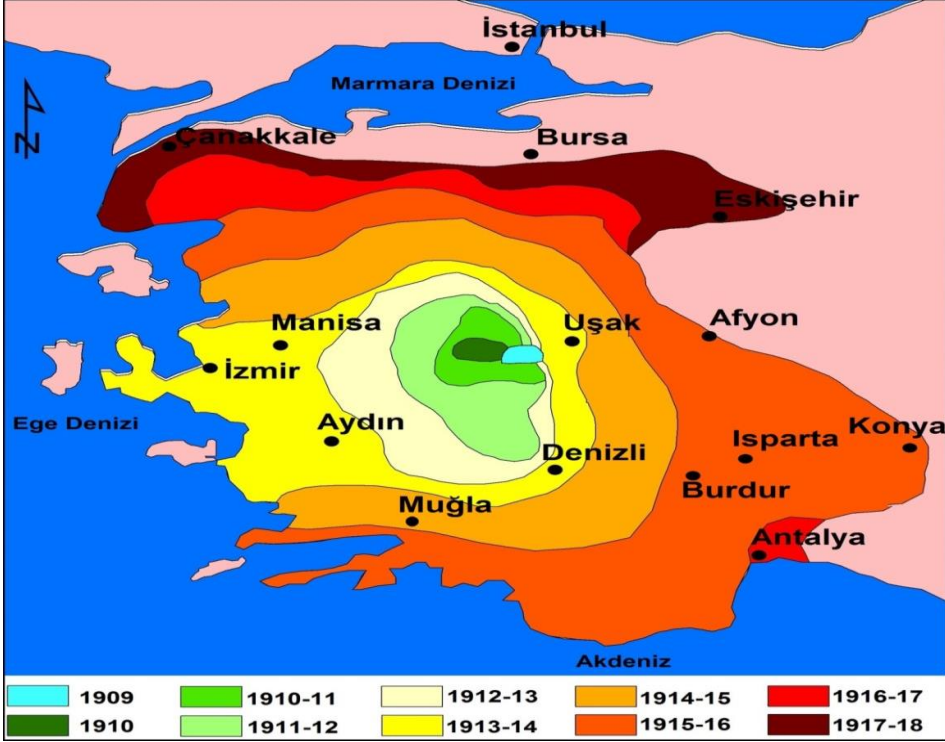 İstanbul
Marmara Denizi
N
Çanakkale
Bursa
Eskişehir
Manisa
Uşak
Afyon
İzmir
Ege Denizi
Aydın
Denizli
Isparta
Konya
Burdur
Muğla
Antalya
Akdeniz
1909
1910-11
1912-13
1914-15
1916-17
1910
1911-12
1913-14
1915-16
1917-18